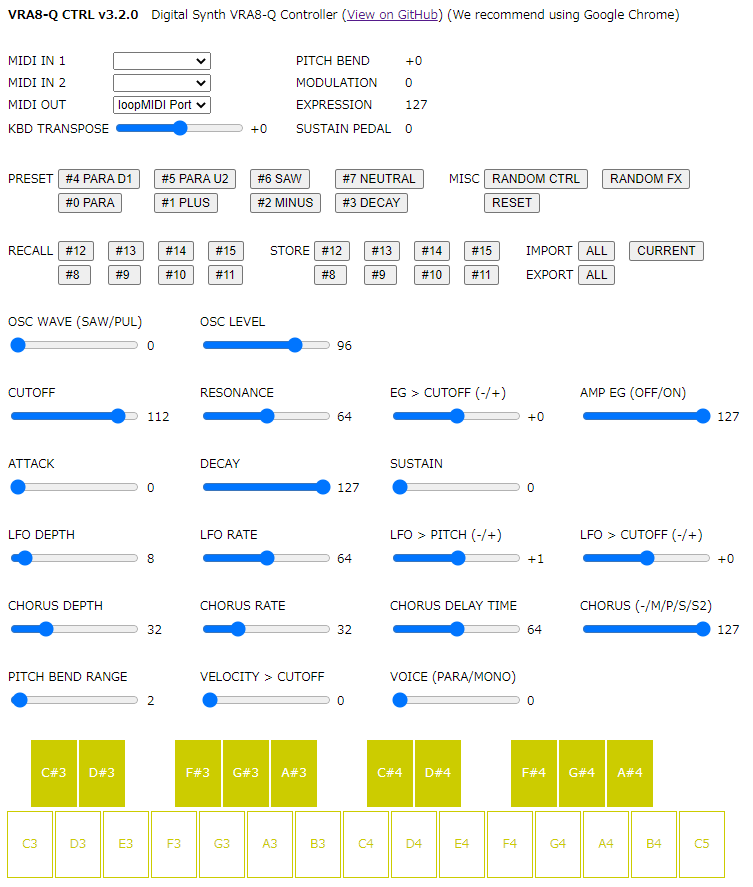 VRA8-Q CTRL v3.2.0 Digital Synth VRA8-Q Controller (View on GitHub) (We recommend using Google Chrome)
MIDI IN 1 PITCH BEND +0
MIDI IN 2 MODULATION 0
MIDI OUT loopMIDI Port EXPRESSION 127
KBD TRANSPOSE +0 SUSTAIN PEDAL 0
PRESET #4 PARA D1 #5 PARA U2 #6 SAW #7 NEUTRAL MISC RANDOM CTRL RANDOM FX
#0 PARA #1 PLUS #2 MINUS #3 DECAY RESET
RECALL #12 #13 #14 #15 STORE #12 #13 #14 #15 IMPORT ALL CURRENT
#8 #9 #10 #11 #8 #9 #10 #11 EXPORT ALL
OSC WAVE (SAW/PUL) OSC LEVEL
0 96
CUTOFF RESONANCE EG > CUTOFF (-/+) AMP EG (OFF/ON)
112 64 +0 127
ATTACK DECAY SUSTAIN
0 127 0
LFO DEPTH LFO RATE LFO > PITCH (-/+) LFO > CUTOFF (-/+)
8 64 +1 +0
CHORUS DEPTH CHORUS RATE CHORUS DELAY TIME CHORUS (-/M/P/S/S2)
32 32 64 127
PITCH BEND RANGE VELOCITY > CUTOFF VOICE (PARA/MONO)
2 0 0
C#3 D#3 F#3 G#3 A#3 C#4 D#4 F#4 G#4 A#4
C3 D3 E3 F3 G3 A3 B3 C4 D4 E4 F4 G4 A4 B4 C5